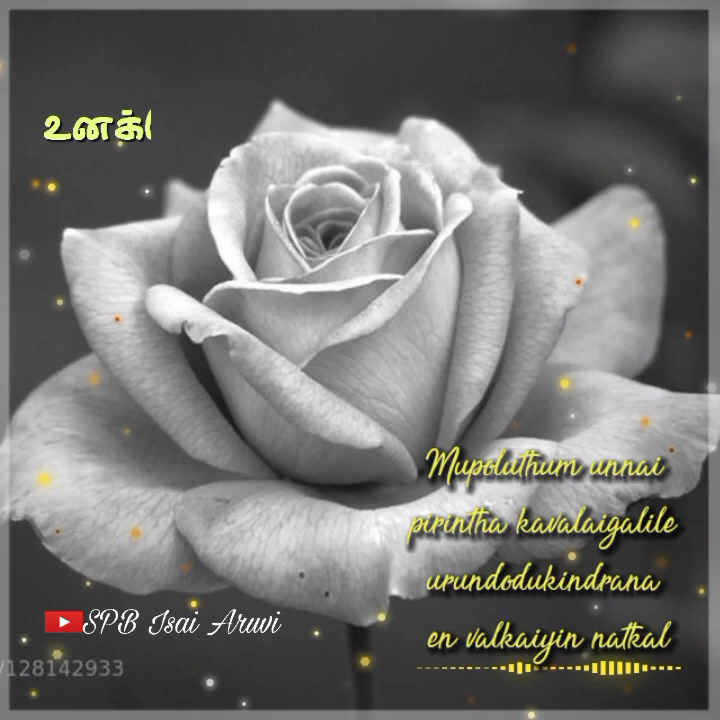 உனக்
Mupoluthum unnai
pirintha kavalaigalile
urundodukindrana
en valkaiyin natkal
SPB Isai Aruvi
/128142933